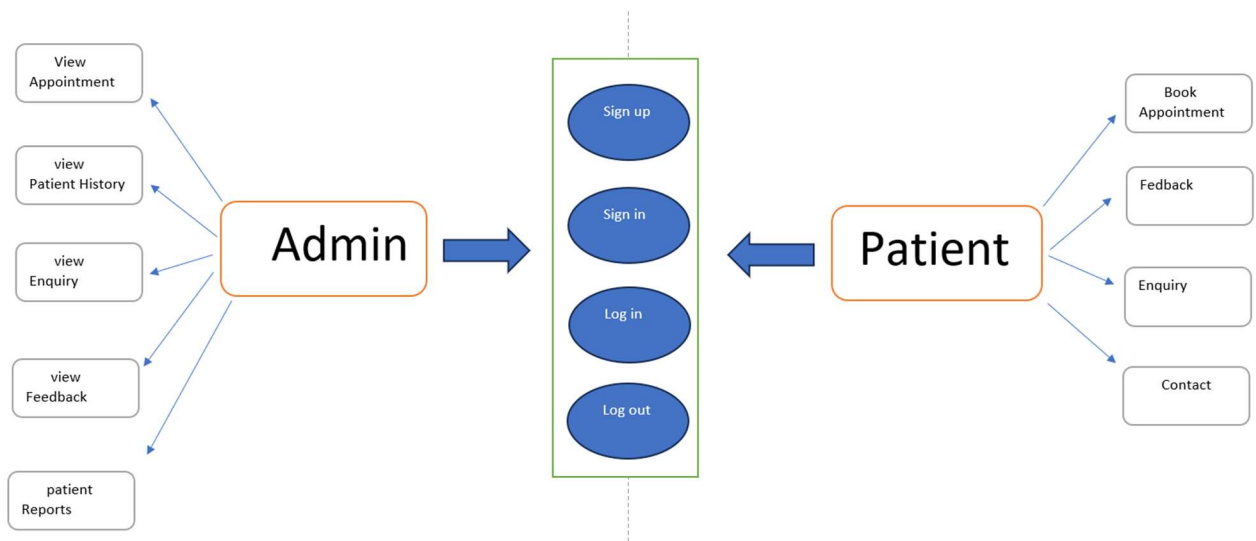 View
Appointment
view
Patient History
view
Enquiry
view
Feedback
patient
Reports
Admin
Sign up
Sign in
Log in
Log out
Patient
Book
Appointment
Fedback
Enquiry
Contact